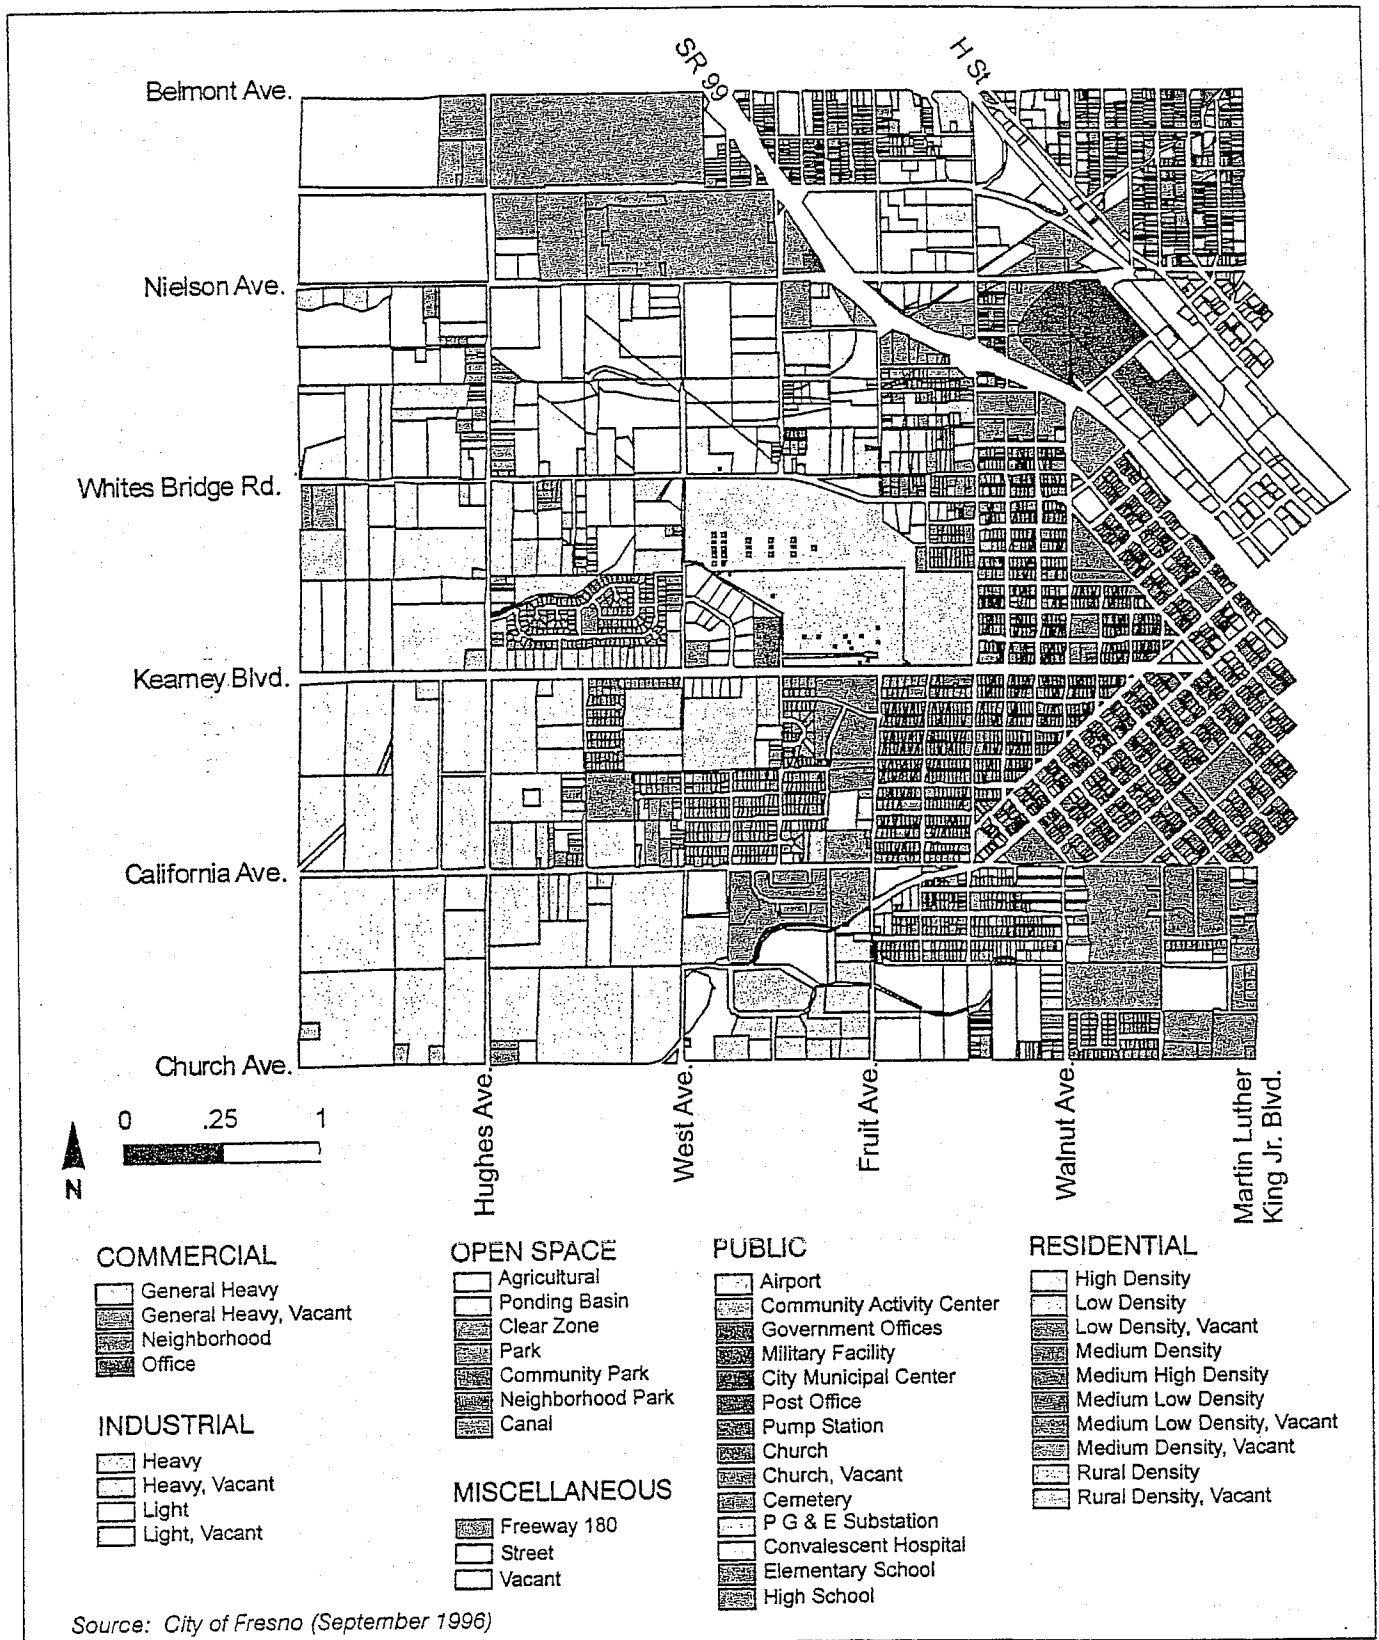 SR 99
H St
Belmont Ave.
Nielson Ave.
Whites Bridge Rd.
Kearney Blvd.
California Ave.
Church Ave.
0 .25 1
N
Hughes Ave.
West Ave.
Fruit Ave.
Walnut Ave.
Martin Luther
King Jr. Blvd.
COMMERCIAL
General Heavy
General Heavy, Vacant
Neighborhood
Office
INDUSTRIAL
Heavy
Heavy, Vacant
Light
Light, Vacant
OPEN SPACE
Agricultural
Ponding Basin
Clear Zone
Park
Community Park
Neighborhood Park
Canal
MISCELLANEOUS
Freeway 180
Street
Vacant
PUBLIC
Airport
Community Activity Center
Government Offices
Military Facility
City Municipal Center
Post Office
Pump Station
Church
Church, Vacant
Cemetery
P G & E Substation
Convalescent Hospital
Elementary School
High School
RESIDENTIAL
High Density
Low Density
Low Density, Vacant
Medium Density
Medium High Density
Medium Low Density
Medium Low Density, Vacant
Medium Density, Vacant
Rural Density
Rural Density, Vacant
Source: City of Fresno (September 1996)